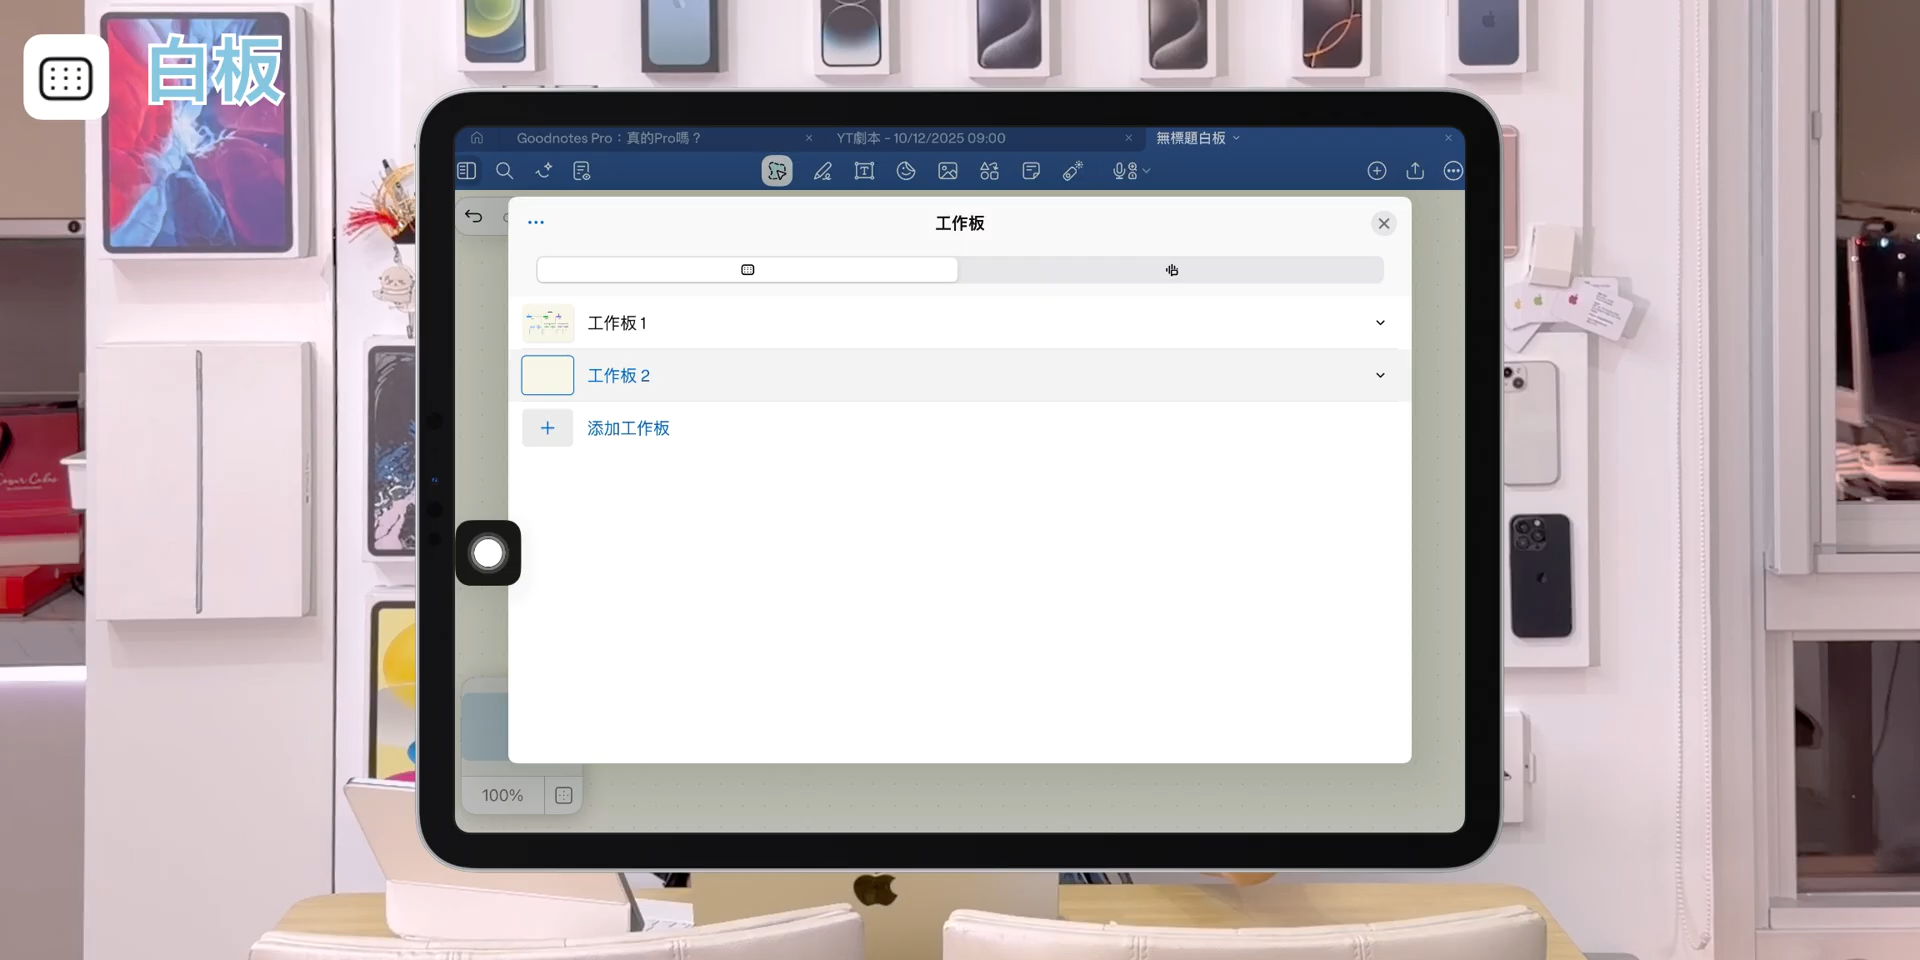 白板
Goodnotes Pro：真的Pro嗎？
YT劇本 - 10/12/2025 09:00
無標題白板
工作板
工作板 1
工作板 2
添加工作板
100%